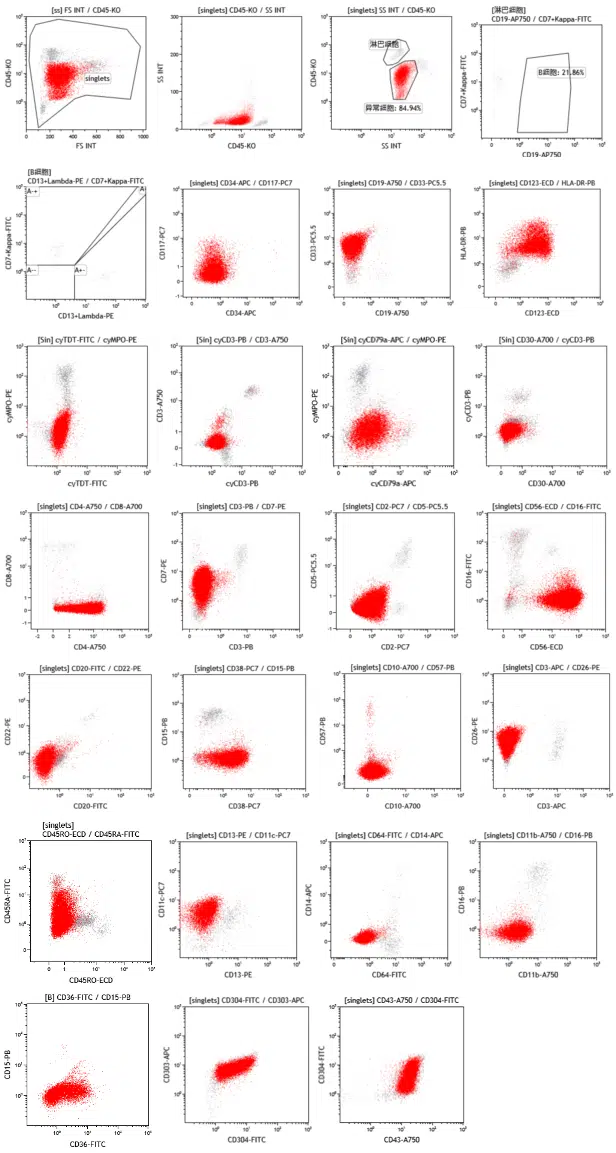 [ss] FS INT / CD45-KO
CD45-KO
singlets
FS INT
[singlets] CD45-KO / SS INT
SS INT
CD45-KO
[singlets] SS INT / CD45-KO
CD45-KO
淋巴細胞
異常細胞: 84.94%
SS INT
[淋巴細胞]
CD19-AP750 / CD7+Kappa-FITC
CD7+Kappa-FITC
B細胞: 21.86%
CD19-AP750
[B細胞]
CD13+Lambda-PE / CD7+Kappa-FITC
CD7+Kappa-FITC
A-+
A--
A+-
CD13+Lambda-PE
[singlets] CD34-APC / CD117-PC7
CD117-PC7
CD34-APC
[singlets] CD19-A750 / CD33-PC5.5
CD33-PC5.5
CD19-A750
[singlets] CD123-ECD / HLA-DR-PB
HLA-DR-PB
CD123-ECD
[Sin] cyTDT-FITC / cyMPO-PE
cyMPO-PE
cyTDT-FITC
[Sin] cyCD3-PB / CD3-A750
CD3-A750
cyCD3-PB
[Sin] cyCD79a-APC / cyMPO-PE
cyMPO-PE
cyCD79a-APC
[Sin] CD30-A700 / cyCD3-PB
cyCD3-PB
CD30-A700
[singlets] CD4-A750 / CD8-A700
CD8-A700
CD4-A750
[singlets] CD3-PB / CD7-PE
CD7-PE
CD3-PB
[singlets] CD2-PC7 / CD5-PC5.5
CD5-PC5.5
CD2-PC7
[singlets] CD56-ECD / CD16-FITC
CD16-FITC
CD56-ECD
[singlets] CD20-FITC / CD22-PE
CD22-PE
CD20-FITC
[singlets] CD38-PC7 / CD15-PB
CD15-PB
CD38-PC7
[singlets] CD10-A700 / CD57-PB
CD57-PB
CD10-A700
[singlets] CD3-APC / CD26-PE
CD26-PE
CD3-APC
[singlets]
CD45RO-ECD / CD45RA-FITC
CD45RA-FITC
CD45RO-ECD
[singlets] CD13-PE / CD11c-PC7
CD11c-PC7
CD13-PE
[singlets] CD64-FITC / CD14-APC
CD14-APC
CD64-FITC
[singlets] CD11b-A750 / CD16-PB
CD16-PB
CD11b-A750
[B] CD36-FITC / CD15-PB
CD15-PB
CD36-FITC
[singlets] CD304-FITC / CD303-APC
CD303-APC
CD304-FITC
[singlets] CD43-A750 / CD304-FITC
CD304-FITC
CD43-A750